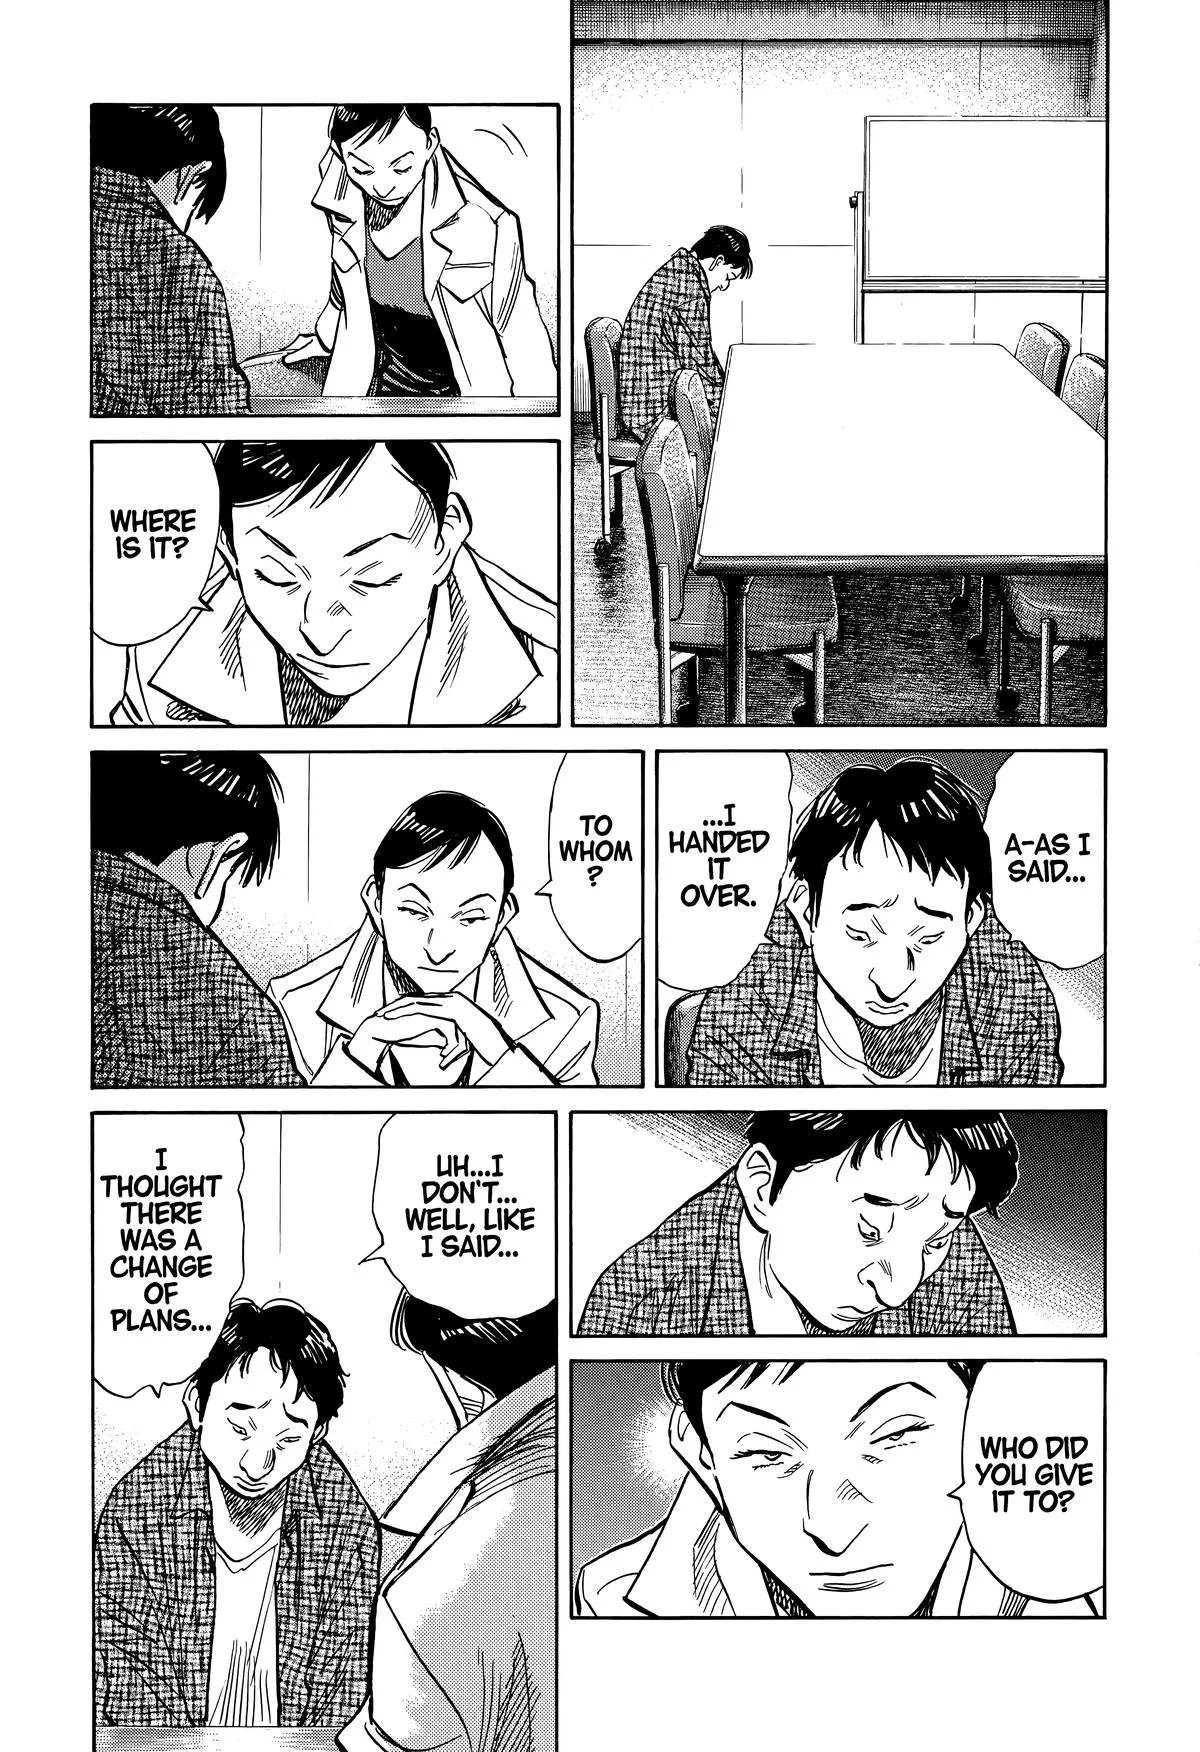 WHERE
IS IT?
A-AS I
SAID...
...I
HANDED
IT
OVER.
TO
WHOM
?
WHO DID
YOU GIVE
IT TO?
UH...I
DON'T...
WELL, LIKE
I SAID...
I
THOUGHT
THERE
WAS A
CHANGE
OF
PLANS...